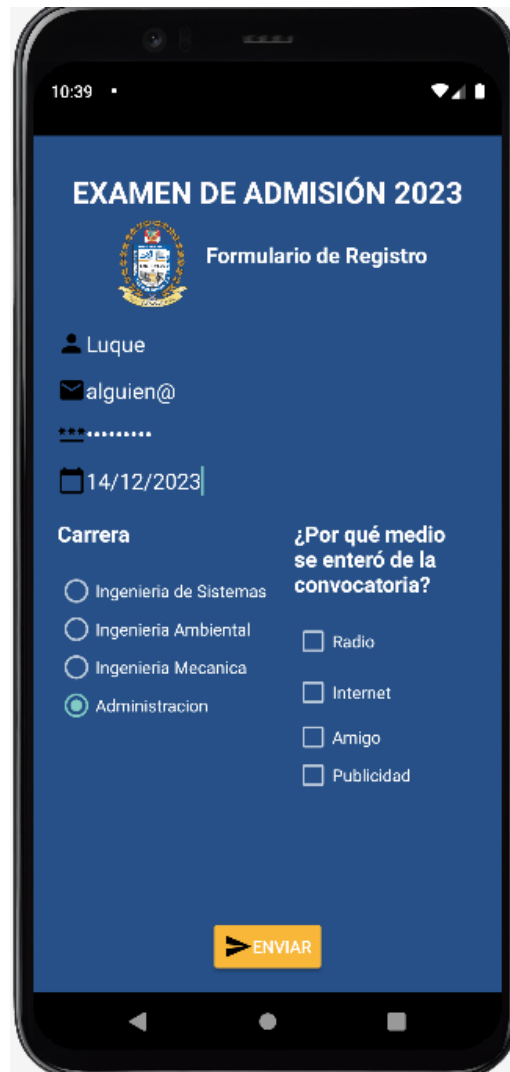 10:39
EXAMEN DE ADMISIÓN 2023
Formulario de Registro
Luque
alguien@
***•••••••••
14/12/2023
Carrera
Ingenieria de Sistemas
Ingenieria Ambiental
Ingenieria Mecanica
Administracion
¿Por qué medio
se enteró de la
convocatoria?
Radio
Internet
Amigo
Publicidad
ENVIAR